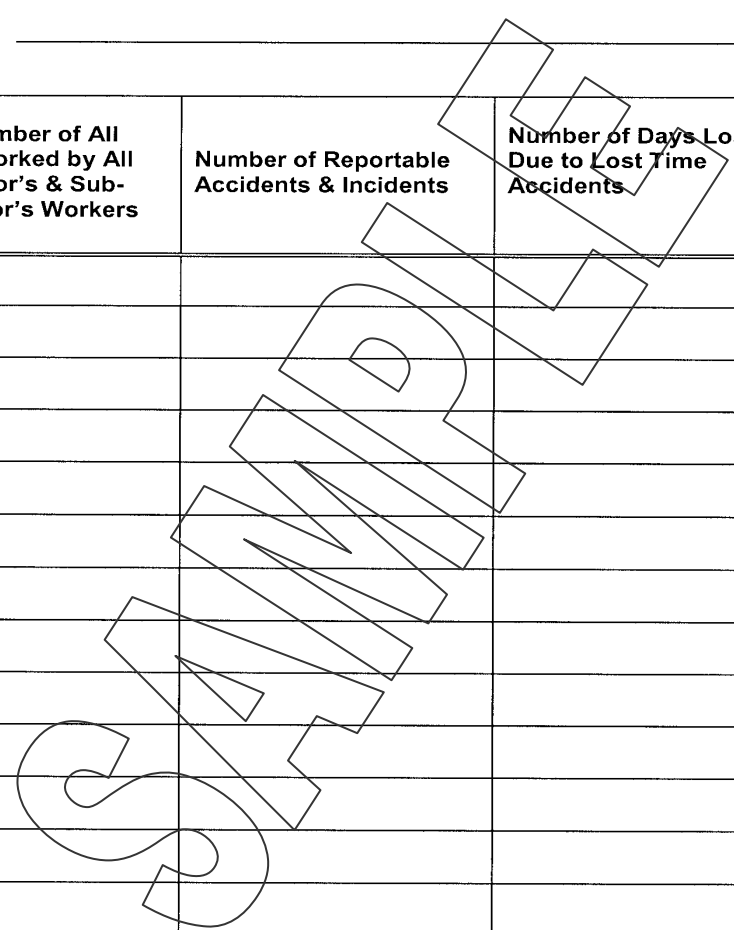 mber of All
orked by All
or's & Sub-
or's Workers
Number of Reportable
Accidents & Incidents
Number of Days Lo
Due to Lost Time
Accidents
SAMPLE